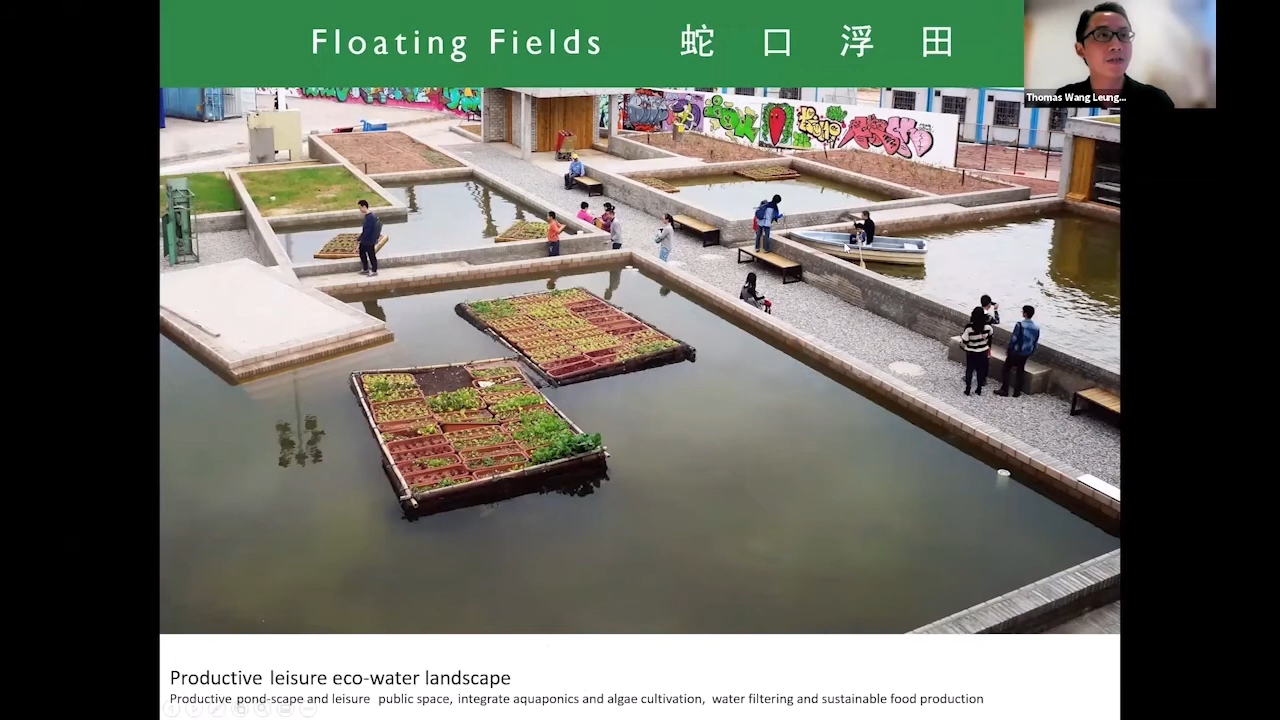 Floating Fields 蛇 口 浮 田
Thomas Wang Leung...
Productive leisure eco-water landscape
Productive pond-scape and leisure public space, integrate aquaponics and algae cultivation, water filtering and sustainable food production